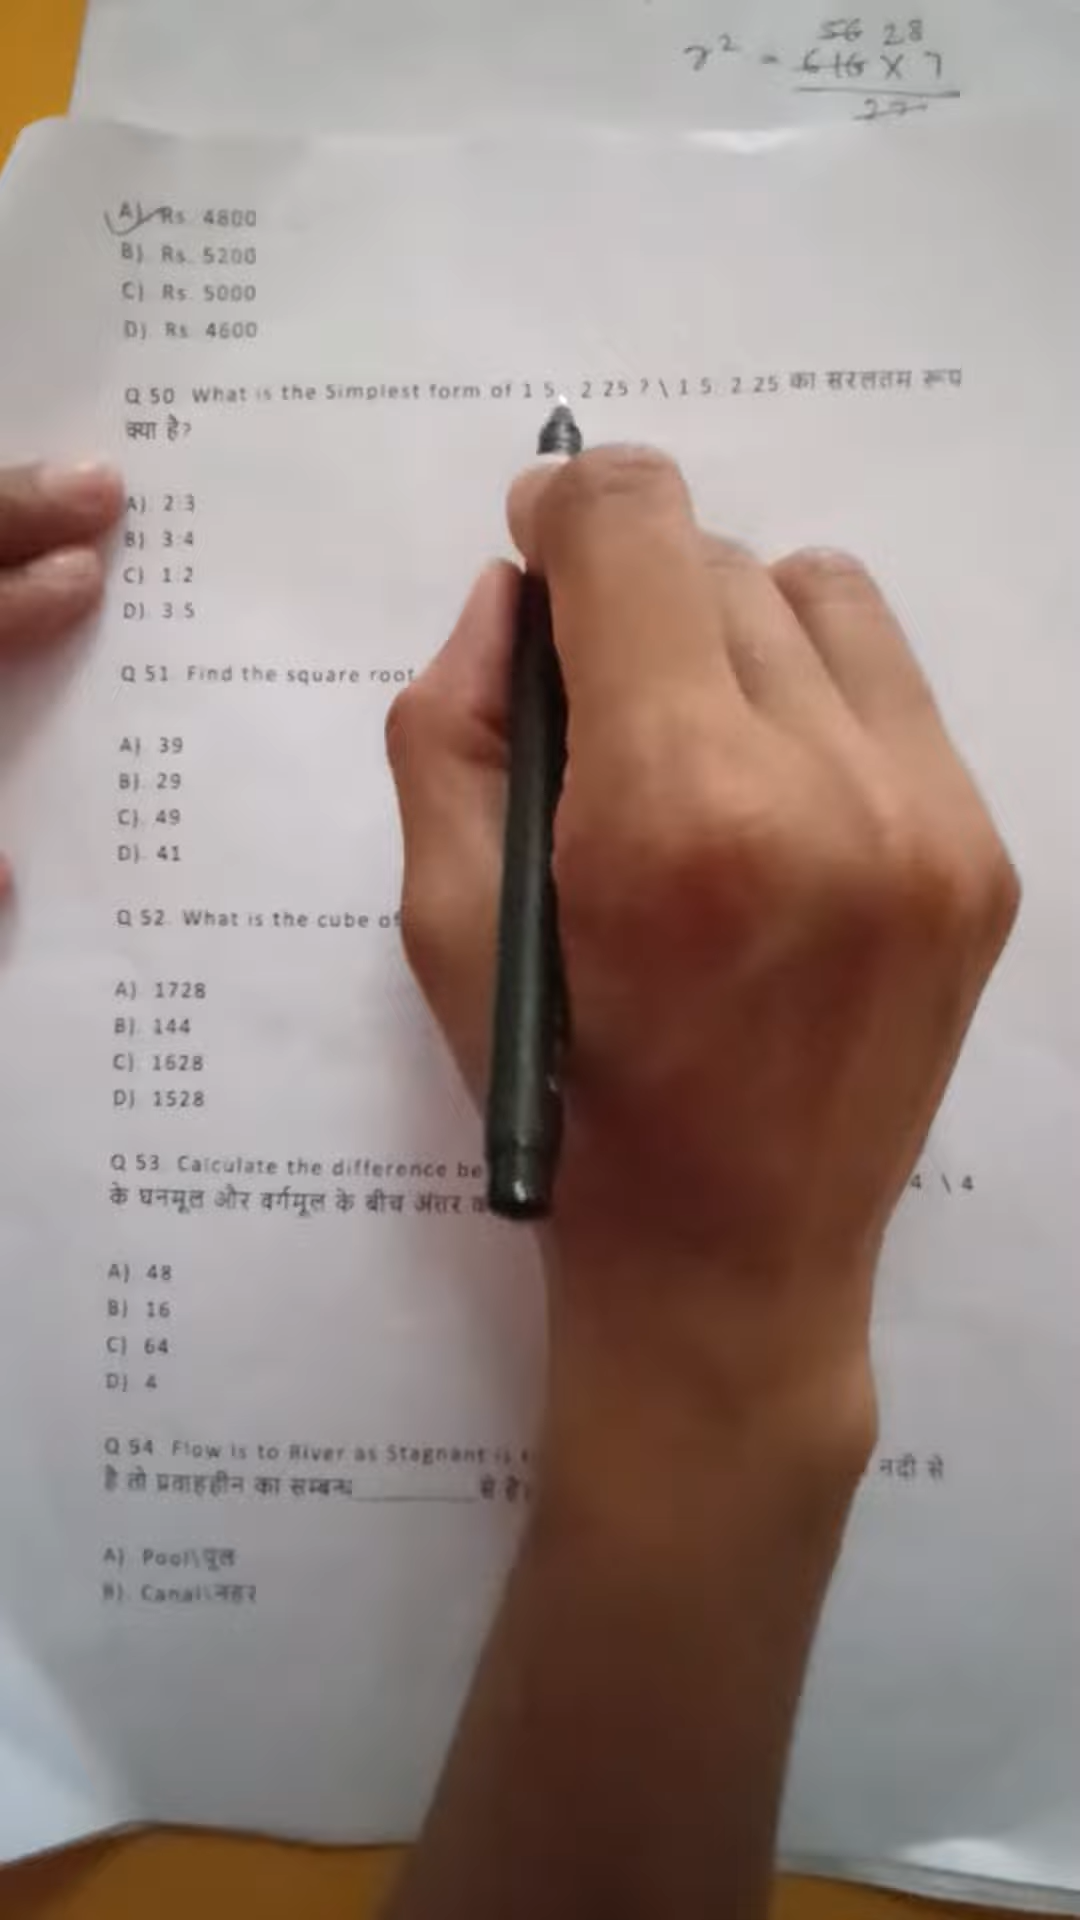 56 28
r² = 616 X 7
22
A) Rs. 4800
B). Rs. 5200
C) Rs. 5000
D). Rs. 4600
Q 50. What is the Simplest form of 1 5 : 2 25 ? \ 1 5: 2 25 का सरलतम रूप
क्या है?
A). 2:3
B) 3:4
C) 1:2
D). 3:5
Q 51. Find the square root
A) 39
B). 29
C). 49
D). 41
Q 52. What is the cube of
A) 1728
B). 144
C). 1628
D) 1528
Q 53. Calculate the difference be
4 \ 4
के घनमूल और वर्गमूल के बीच अंतर
A) 48
B) 16
C) 64
D) 4
Q 54. Flow is to River as Stagnant is
नदी से
है तो प्रवाहहीन का सम्बन्ध__________से है।
A) Pool\पूल
B). Canal\नहर